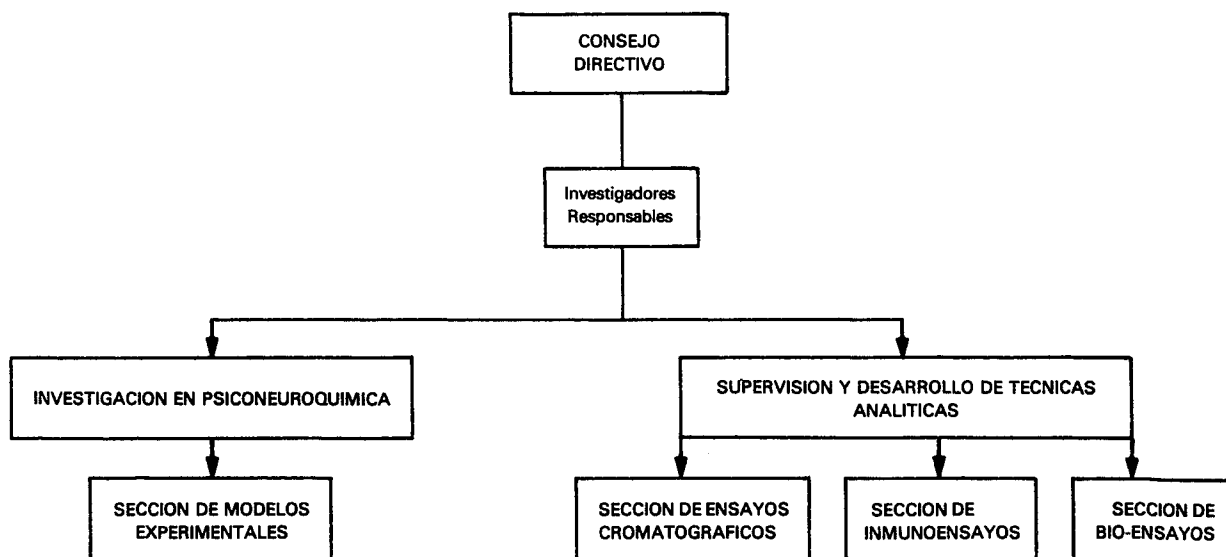 CONSEJO
DIRECTIVO
Investigadores
Responsables
INVESTIGACION EN PSICONEUROQUIMICA
SUPERVISION Y DESARROLLO DE TECNICAS
ANALITICAS
SECCION DE MODELOS
EXPERIMENTALES
SECCION DE ENSAYOS
CROMATOGRAFICOS
SECCION DE
INMUNOENSAYOS
SECCION DE
BIO-ENSAYOS